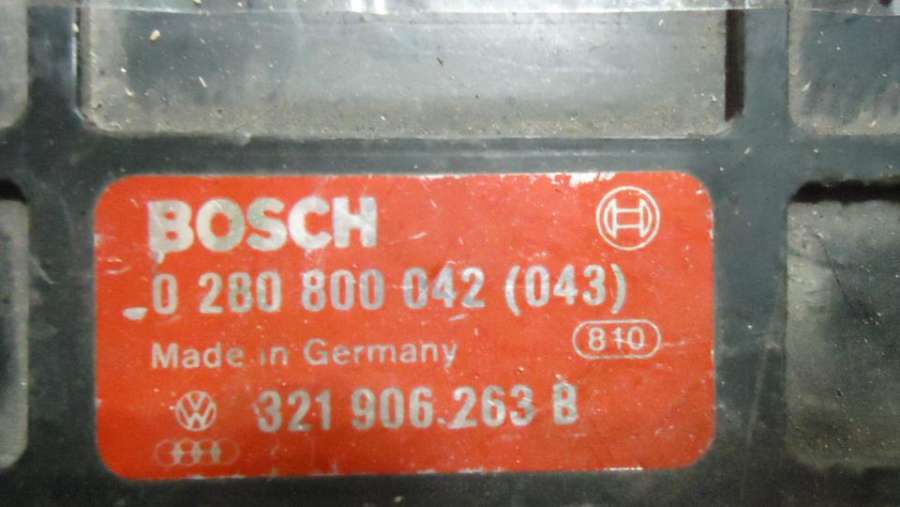 BOSCH
0 280 800 042 (043)
Made in Germany
810
321 906 263 B